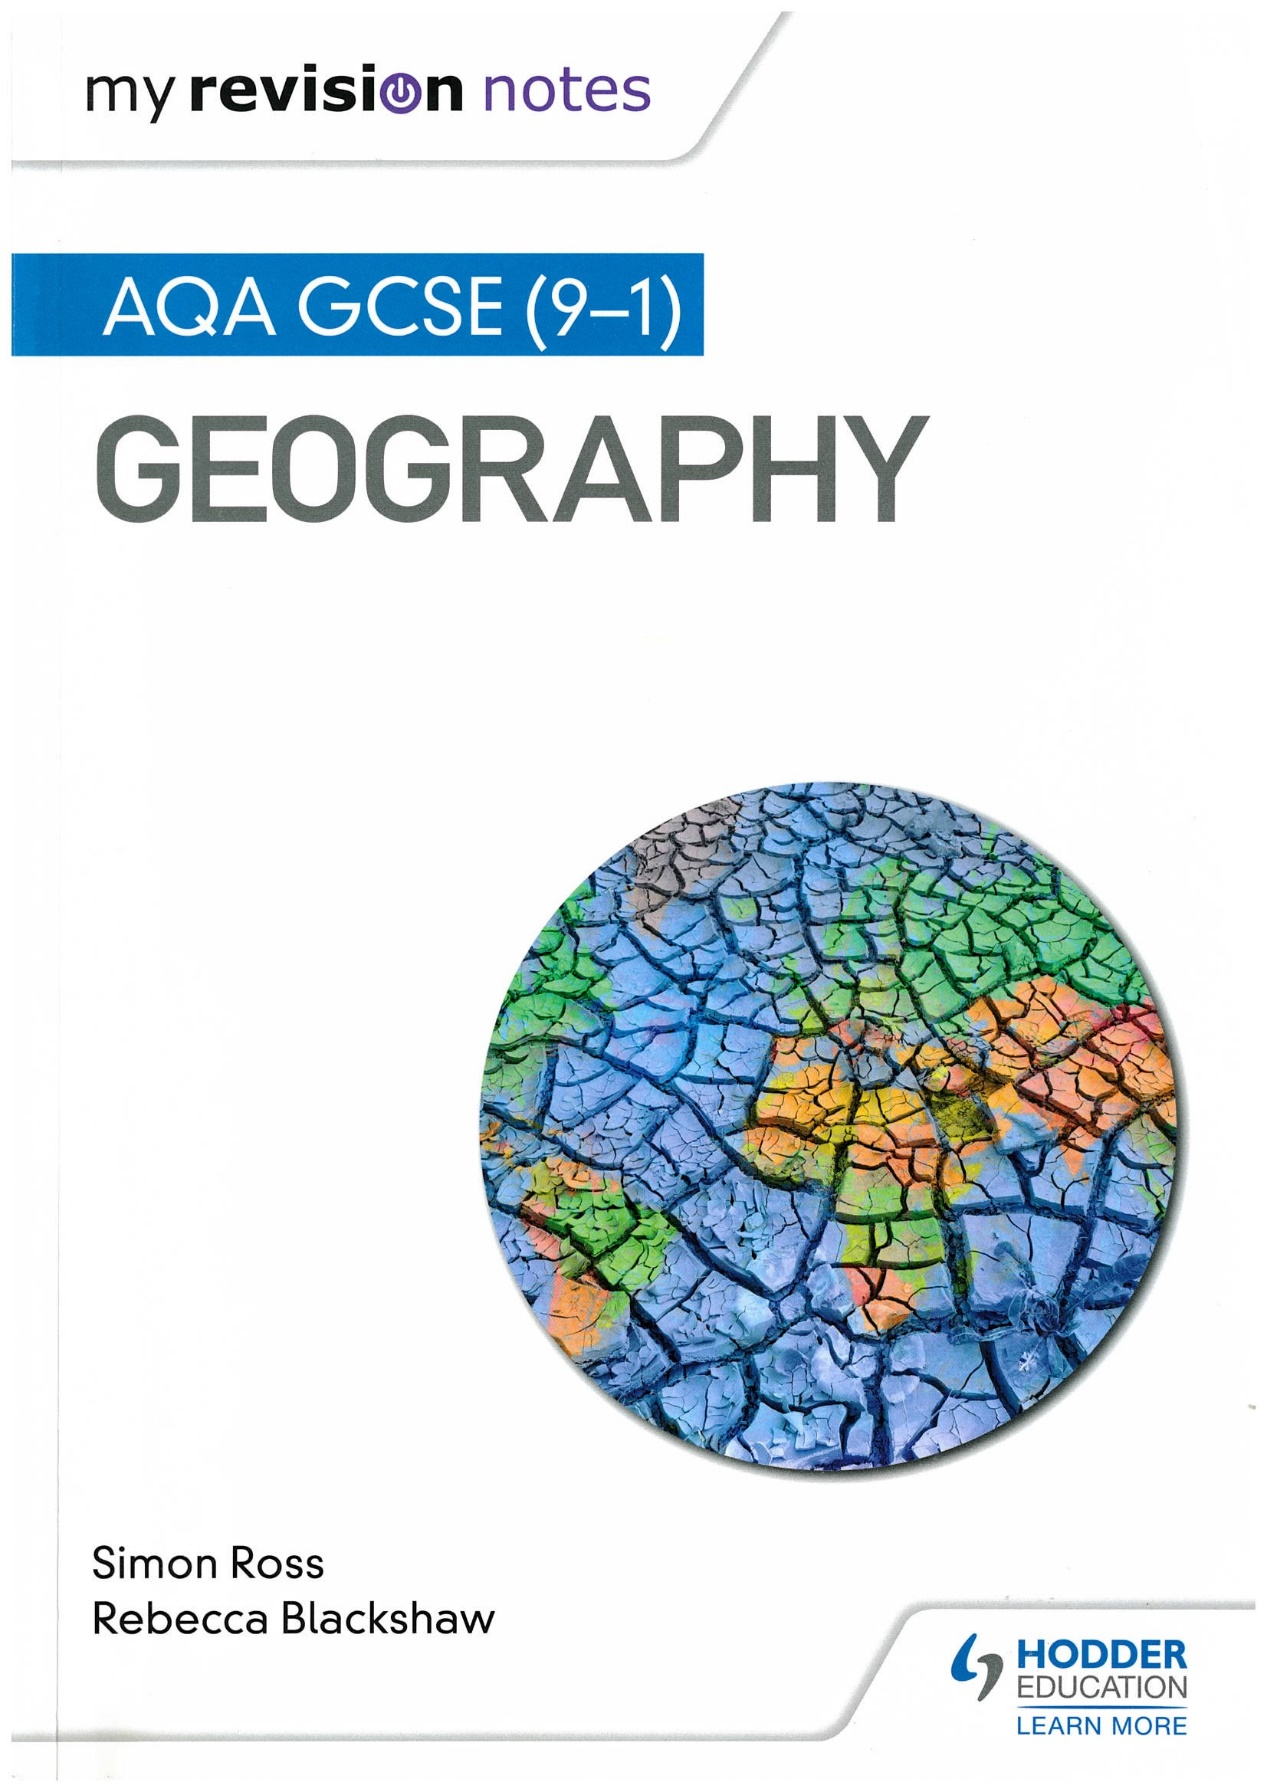 my revision notes
AQA GCSE (9–1)
GEOGRAPHY
Simon Ross
Rebecca Blackshaw
HODDER
EDUCATION
LEARN MORE